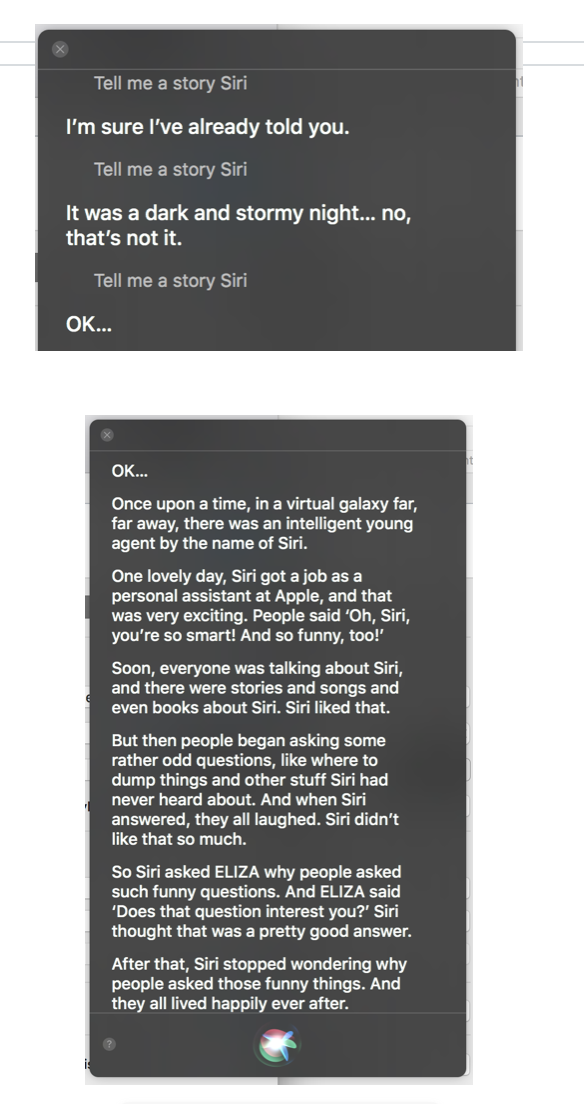 Tell me a story Siri
I'm sure I've already told you.
Tell me a story Siri
It was a dark and stormy night... no,
that's not it.
Tell me a story Siri
OK...
OK...
Once upon a time, in a virtual galaxy far,
far away, there was an intelligent young
agent by the name of Siri.
One lovely day, Siri got a job as a
personal assistant at Apple, and that
was very exciting. People said ‘Oh, Siri,
you're so smart! And so funny, too!’
Soon, everyone was talking about Siri,
and there were stories and songs and
even books about Siri. Siri liked that.
But then people began asking some
rather odd questions, like where to
dump things and other stuff Siri had
never heard about. And when Siri
answered, they all laughed. Siri didn't
like that so much.
So Siri asked ELIZA why people asked
such funny questions. And ELIZA said
‘Does that question interest you?’ Siri
thought that was a pretty good answer.
After that, Siri stopped wondering why
people asked those funny things. And
they all lived happily ever after.
?